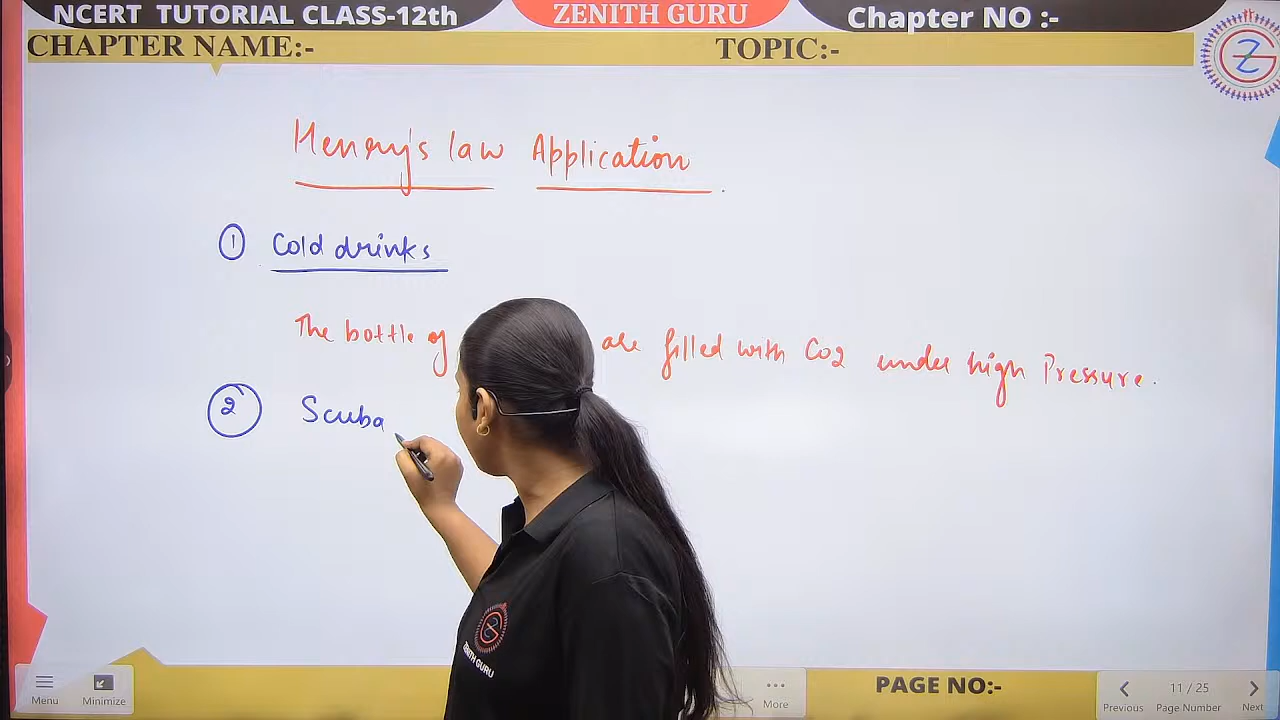 NCERT TUTORIAL CLASS-12th
ZENITH GURU
Chapter NO :-
CHAPTER NAME:-
TOPIC:-
Henry's law Application
1 Cold drinks
The bottle of are filled with CO2 under high Pressure.
2 Scuba
ZENITH GURU
Menu
Minimize
More
PAGE NO:-
Previous
11 / 25
Page Number
Next